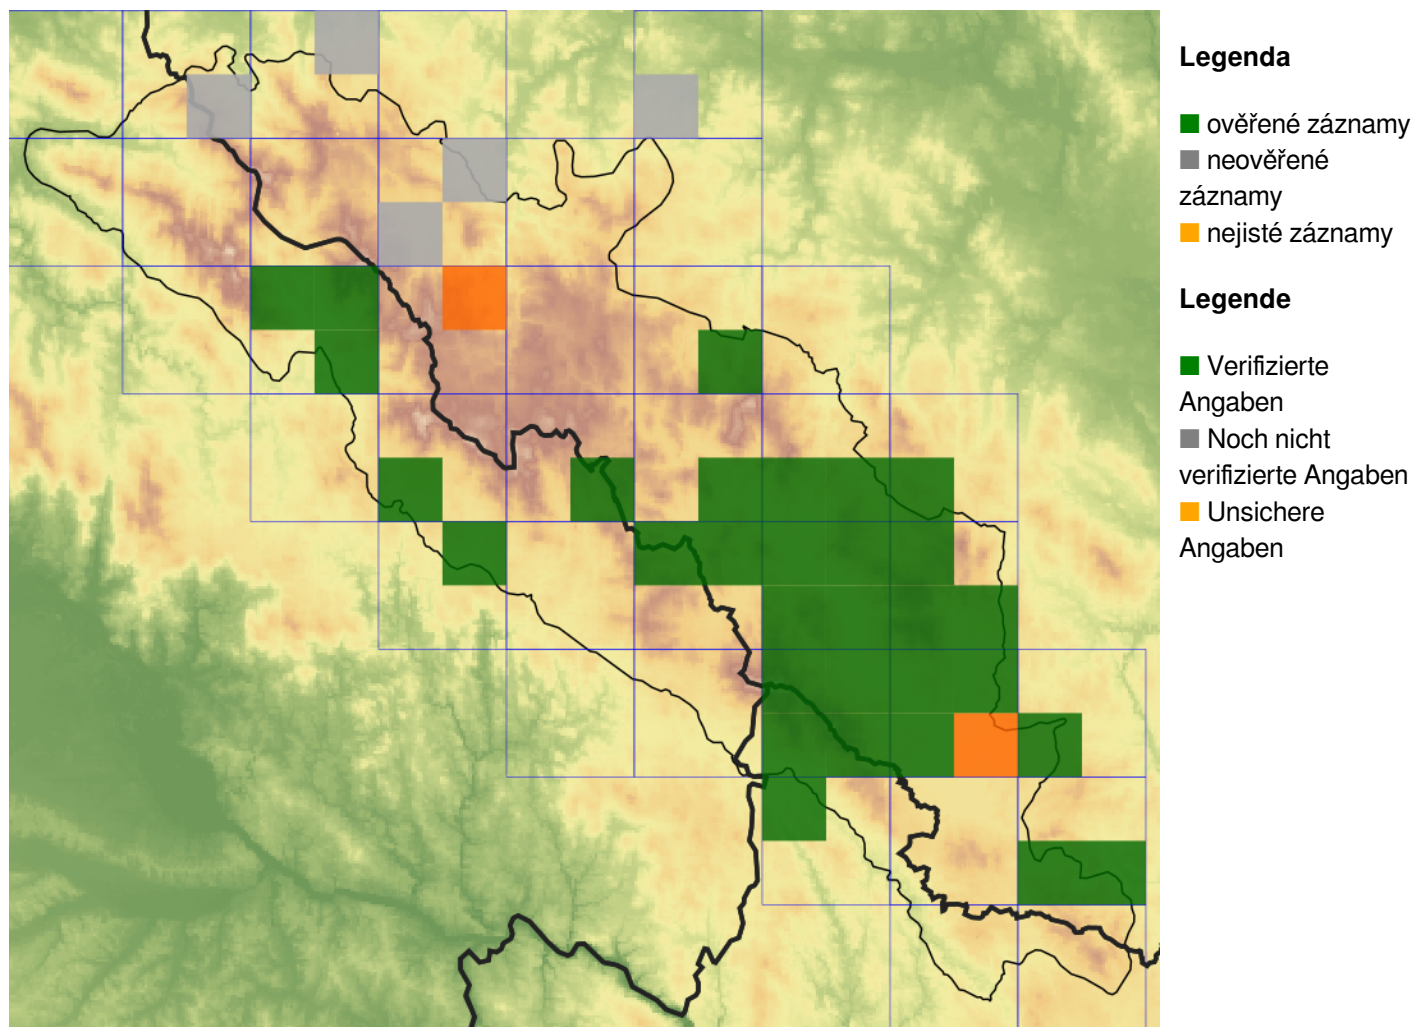 Legenda
ověřené záznamy
neověřené
záznamy
nejisté záznamy
Legende
Verifizierte
Angaben
Noch nicht
verifizierte Angaben
Unsichere
Angaben